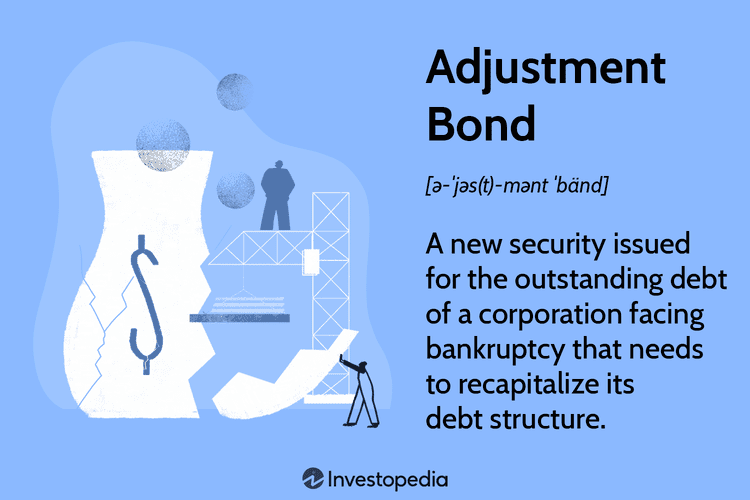 Adjustment
Bond
[ə-ˈjəs(t)-mənt ˈbänd]
A new security issued
for the outstanding debt
of a corporation facing
bankruptcy that needs
to recapitalize its
debt structure.
Investopedia